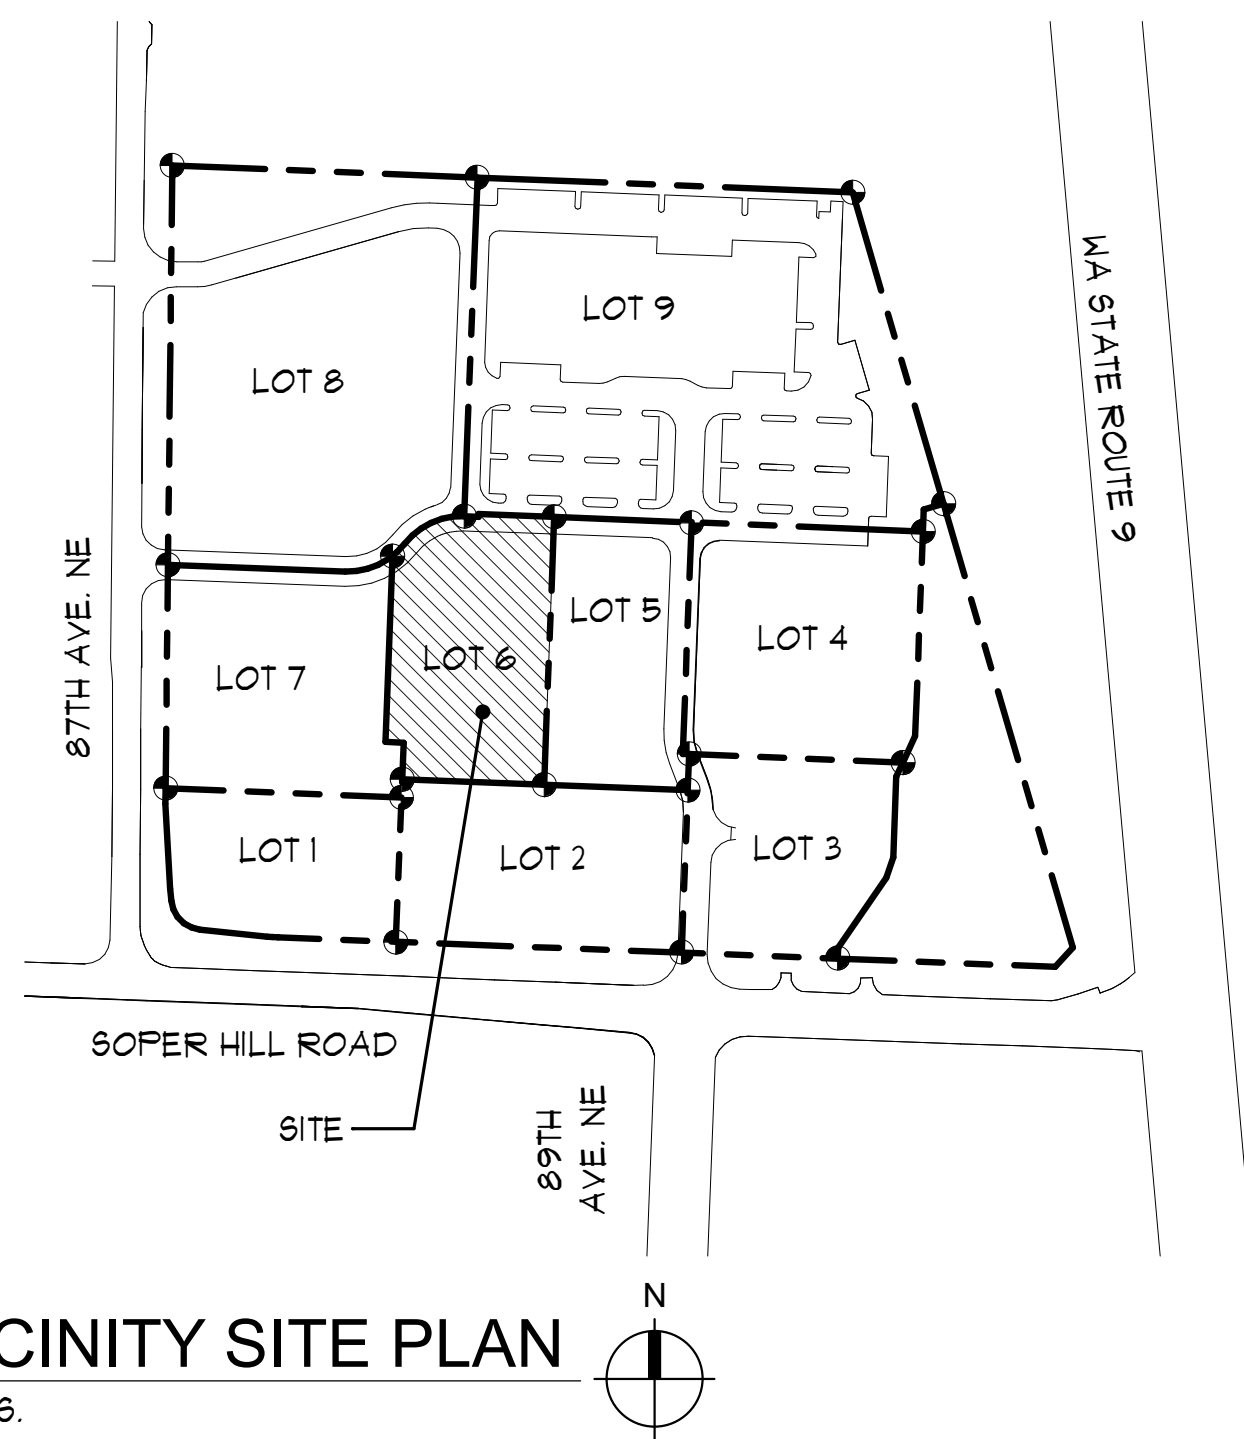 WA STATE ROUTE 9
LOT 9
LOT 8
87TH AVE. NE
LOT 5
LOT 4
LOT 6
LOT 7
LOT 1
LOT 2
LOT 3
SOPER HILL ROAD
SITE
89TH
AVE. NE
N
CINITY SITE PLAN
S.